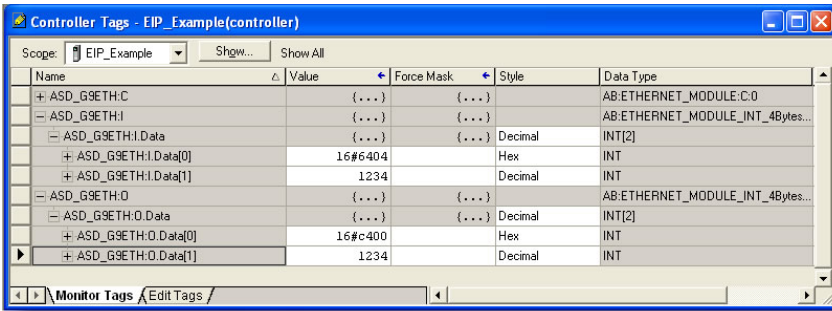 Controller Tags - EIP_Example(controller)
Scope: EIP_Example Show... Show All
Name Value Force Mask Style Data Type
ASD_G9ETH:C {...} {...} AB:ETHERNET_MODULE:C:0
ASD_G9ETH:I {...} {...} AB:ETHERNET_MODULE_INT_4Bytes...
ASD_G9ETH:I.Data {...} {...} Decimal INT[2]
ASD_G9ETH:I.Data[0] 16#6404 Hex INT
ASD_G9ETH:I.Data[1] 1234 Decimal INT
ASD_G9ETH:O {...} {...} AB:ETHERNET_MODULE_INT_4Bytes...
ASD_G9ETH:O.Data {...} {...} Decimal INT[2]
ASD_G9ETH:O.Data[0] 16#c400 Hex INT
ASD_G9ETH:O.Data[1] 1234 Decimal INT
Monitor Tags Edit Tags